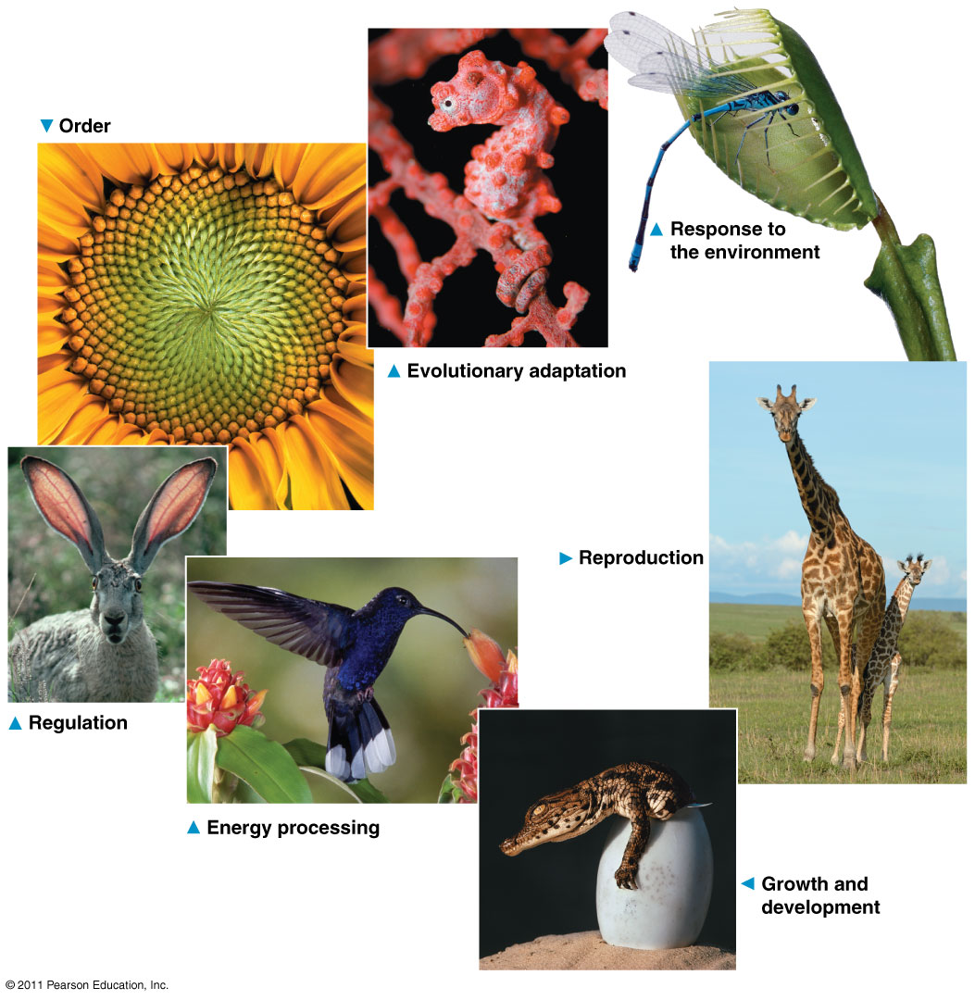 ▼ Order
▲ Response to
the environment
▲ Evolutionary adaptation
► Reproduction
▲ Regulation
▲ Energy processing
◄ Growth and
development
© 2011 Pearson Education, Inc.